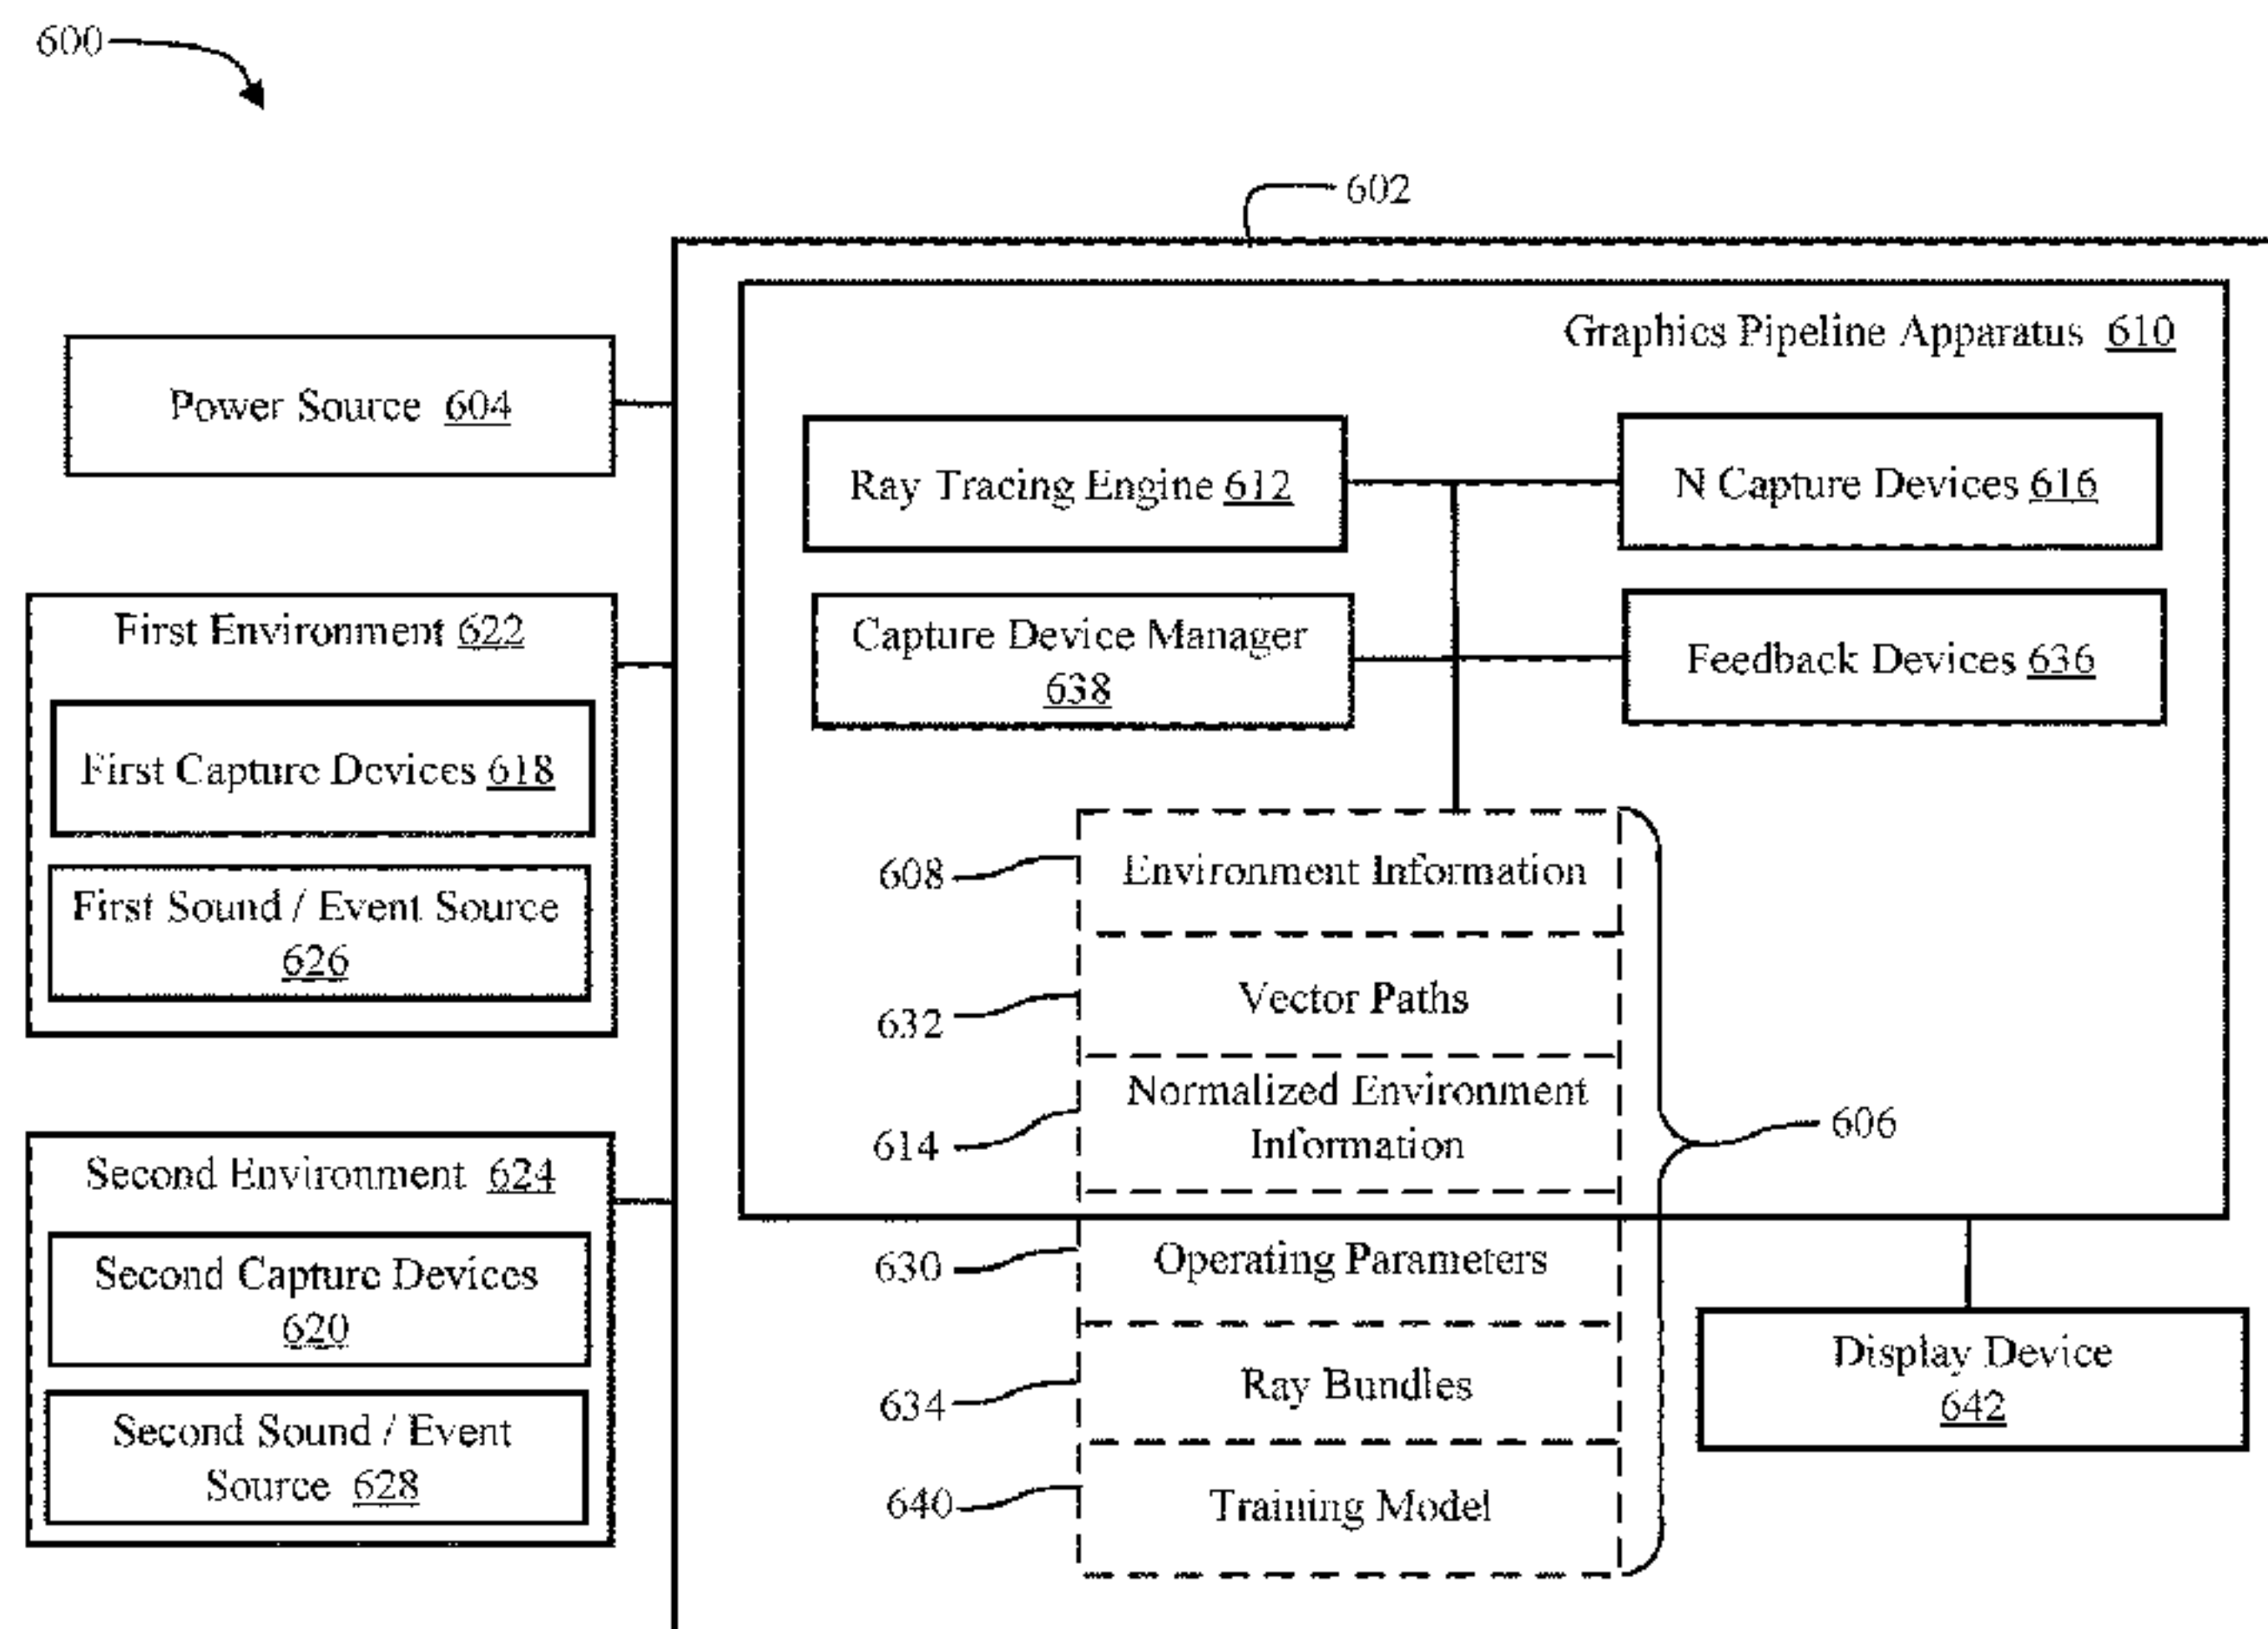 600
602
Graphics Pipeline Apparatus 610
Power Source 604
Ray Tracing Engine 612
N Capture Devices 616
First Environment 622
Capture Device Manager
638
Feedback Devices 636
First Capture Devices 618
First Sound / Event Source
626
608
Environment Information
632
Vector Paths
614
Normalized Environment
Information
606
Second Environment 624
Second Capture Devices
620
Second Sound / Event
Source 628
630
Operating Parameters
634
Ray Bundles
640
Training Model
Display Device
642